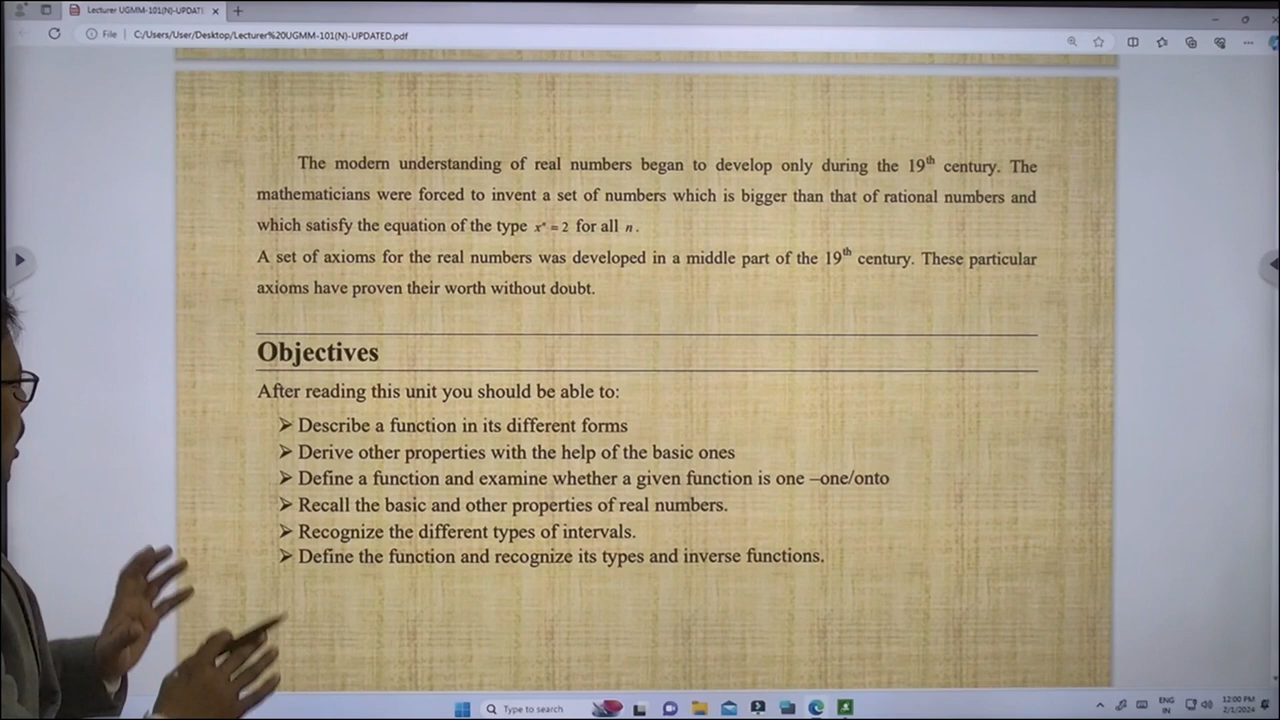 Lecturer UGMM-101(N)-UPDATE
File
C:/Users/User/Desktop/Lecturer%20UGMM-101(N)-UPDATED.pdf
The modern understanding of real numbers began to develop only during the 19th century. The
mathematicians were forced to invent a set of numbers which is bigger than that of rational numbers and
which satisfy the equation of the type xⁿ = 2 for all n.
A set of axioms for the real numbers was developed in a middle part of the 19th century. These particular
axioms have proven their worth without doubt.
Objectives
After reading this unit you should be able to:
➢ Describe a function in its different forms
➢ Derive other properties with the help of the basic ones
➢ Define a function and examine whether a given function is one –one/onto
➢ Recall the basic and other properties of real numbers.
➢ Recognize the different types of intervals.
➢ Define the function and recognize its types and inverse functions.
Type to search
ENG
IN
12:00 PM
2/1/2024